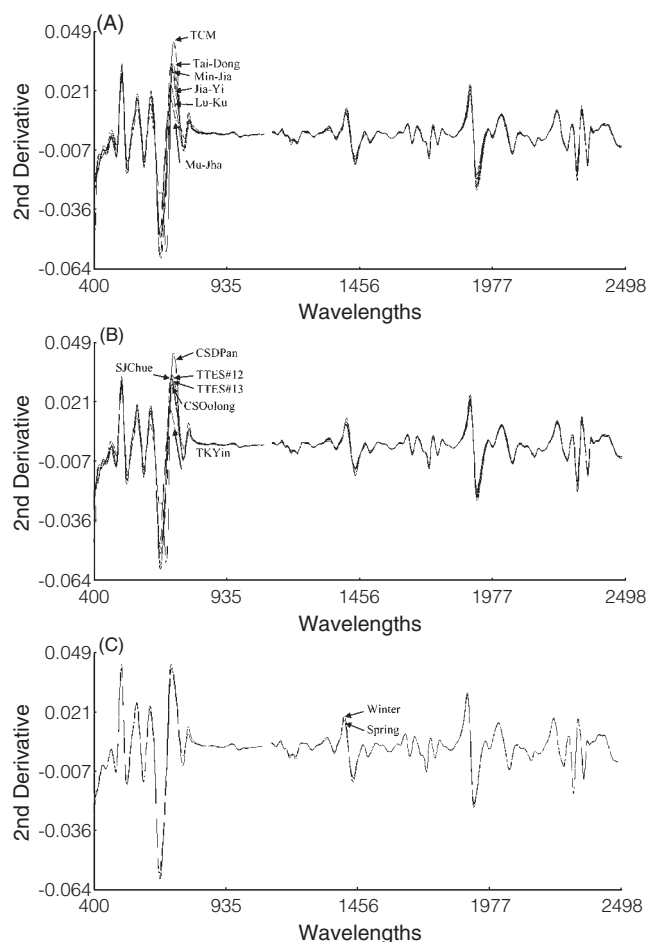 (A)
0.049
0.021
-0.007
-0.036
-0.064
2nd Derivative
TCM
Tai-Dong
Min-Jia
Jia-Yi
Lu-Ku
Mu-Jha
400
935
1456
1977
2498
Wavelengths
(B)
0.049
0.021
-0.007
-0.036
-0.064
2nd Derivative
CSDPan
SJChue
TTES#12
TTES#13
CSOolong
TKYin
400
935
1456
1977
2498
Wavelengths
(C)
0.049
0.021
-0.007
-0.036
-0.064
2nd Derivative
Winter
Spring
400
935
1456
1977
2498
Wavelengths